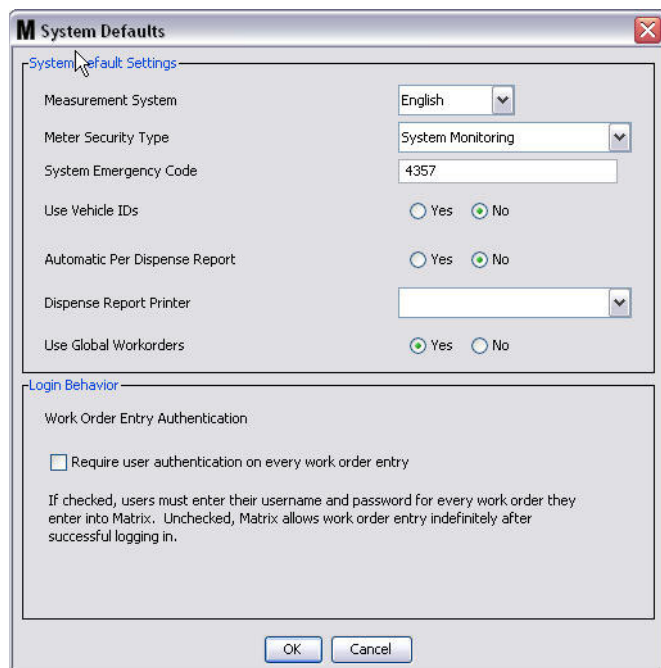 M System Defaults
System Default Settings
Measurement System English
Meter Security Type System Monitoring
System Emergency Code 4357
Use Vehicle IDs Yes No
Automatic Per Dispense Report Yes No
Dispense Report Printer
Use Global Workorders Yes No
Login Behavior
Work Order Entry Authentication
Require user authentication on every work order entry
If checked, users must enter their username and password for every work order they
enter into Matrix. Unchecked, Matrix allows work order entry indefinitely after
successful logging in.
OK Cancel